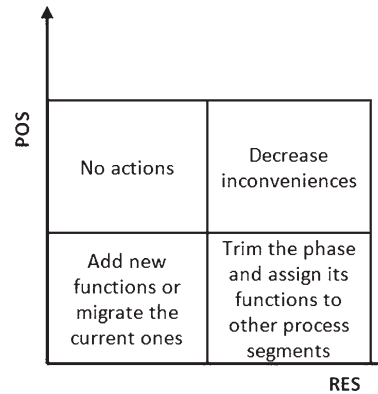 POS
No actions
Decrease
inconveniences
Add new
functions or
migrate the
current ones
Trim the phase
and assign its
functions to
other process
segments
RES